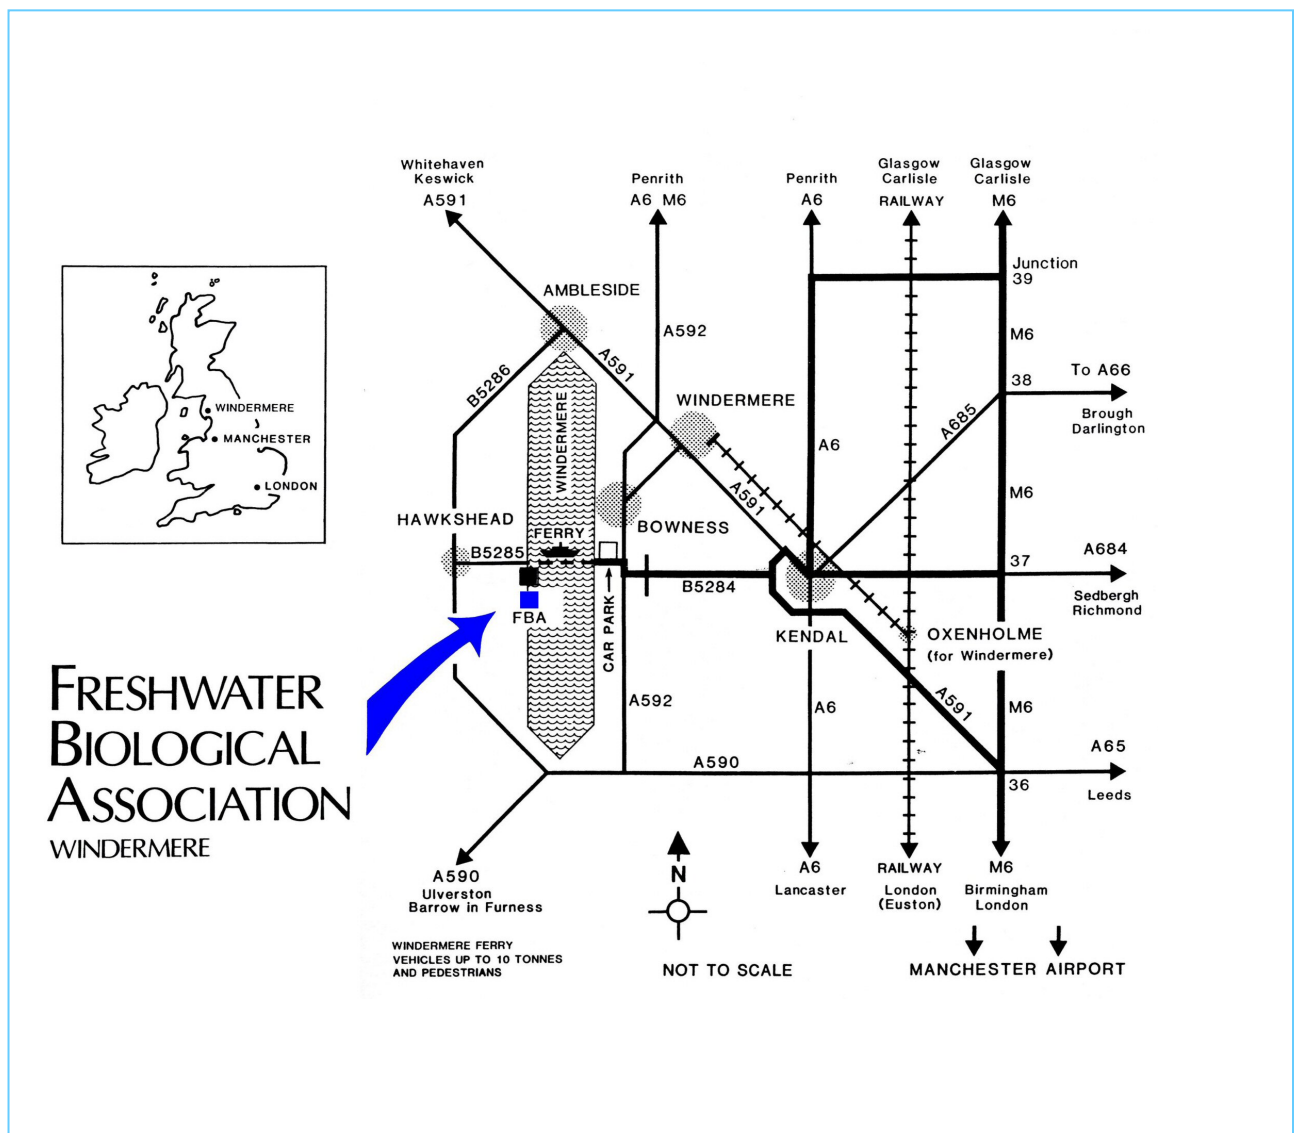 Whitehaven
Keswick
A591
Penrith
A6 M6
Penrith
A6
Glasgow
Carlisle
RAILWAY
Glasgow
Carlisle
M6
Junction
39
AMBLESIDE
A592
M6
A591
B5286
38
To A66
Brough
Darlington
WINDERMERE
WINDERMERE
A685
A6
WINDERMERE
MANCHESTER
LONDON
A591
M6
HAWKSHEAD
BOWNESS
FERRY
B5285
37
A684
Sedbergh
Richmond
B5284
CAR PARK
FBA
KENDAL
OXENHOLME
(for Windermere)
FRESHWATER
BIOLOGICAL
ASSOCIATION
WINDERMERE
A592
A6
A591
M6
A65
Leeds
A590
36
A590
Ulverston
Barrow in Furness
N
A6
Lancaster
RAILWAY
London
(Euston)
M6
Birmingham
London
WINDERMERE FERRY
VEHICLES UP TO 10 TONNES
AND PEDESTRIANS
NOT TO SCALE
MANCHESTER AIRPORT